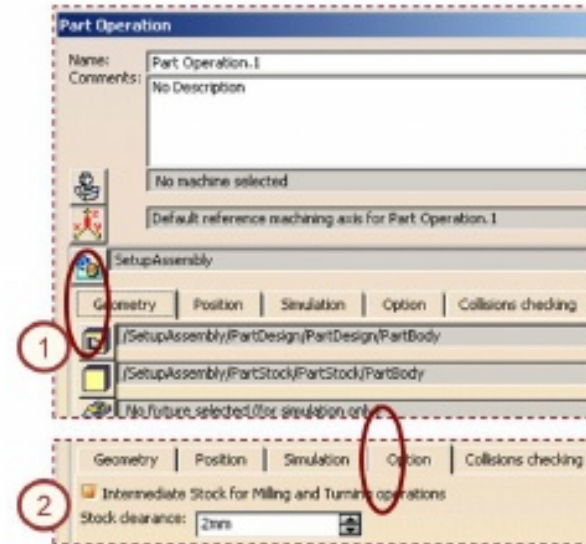 Part Operation
Name: Part Operation.1
Comments: No Description
No machine selected
Default reference machining axis for Part Operation.1
SetupAssembly
Geometry Position Simulation Option Collisions checking
1
/SetupAssembly/PartDesign/PartDesign/PartBody
/SetupAssembly/PartStock/PartStock/PartBody
No fixture selected (for simulation only)
Geometry Position Simulation Option Collisions checking
2
Intermediate Stock for Milling and Turning operations
Stock clearance: 2mm